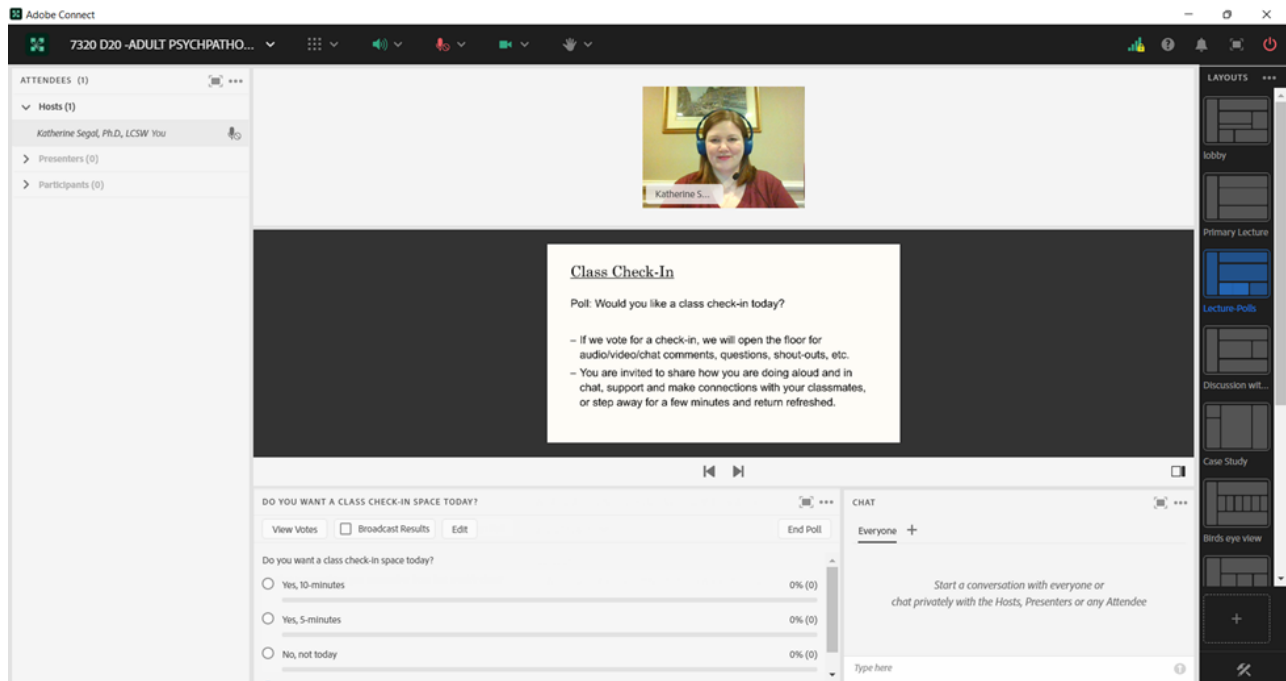 Adobe Connect
7320 D20 -ADULT PSYCHPATHO...
ATTENDEES (1)
Hosts (1)
Katherine Segal, Ph.D., LCSW You
Presenters (0)
Participants (0)
Katherine S...
Class Check-In
Poll: Would you like a class check-in today?
– If we vote for a check-in, we will open the floor for
audio/video/chat comments, questions, shout-outs, etc.
– You are invited to share how you are doing aloud and in
chat, support and make connections with your classmates,
or step away for a few minutes and return refreshed.
DO YOU WANT A CLASS CHECK-IN SPACE TODAY?
View Votes Broadcast Results Edit End Poll
Do you want a class check-in space today?
Yes, 10-minutes 0% (0)
Yes, 5-minutes 0% (0)
No, not today 0% (0)
CHAT
Everyone
Start a conversation with everyone or
chat privately with the Hosts, Presenters or any Attendee
Type here
LAYOUTS
lobby
Primary Lecture
Lecture-Polls
Discussion wit...
Case Study
Birds eye view